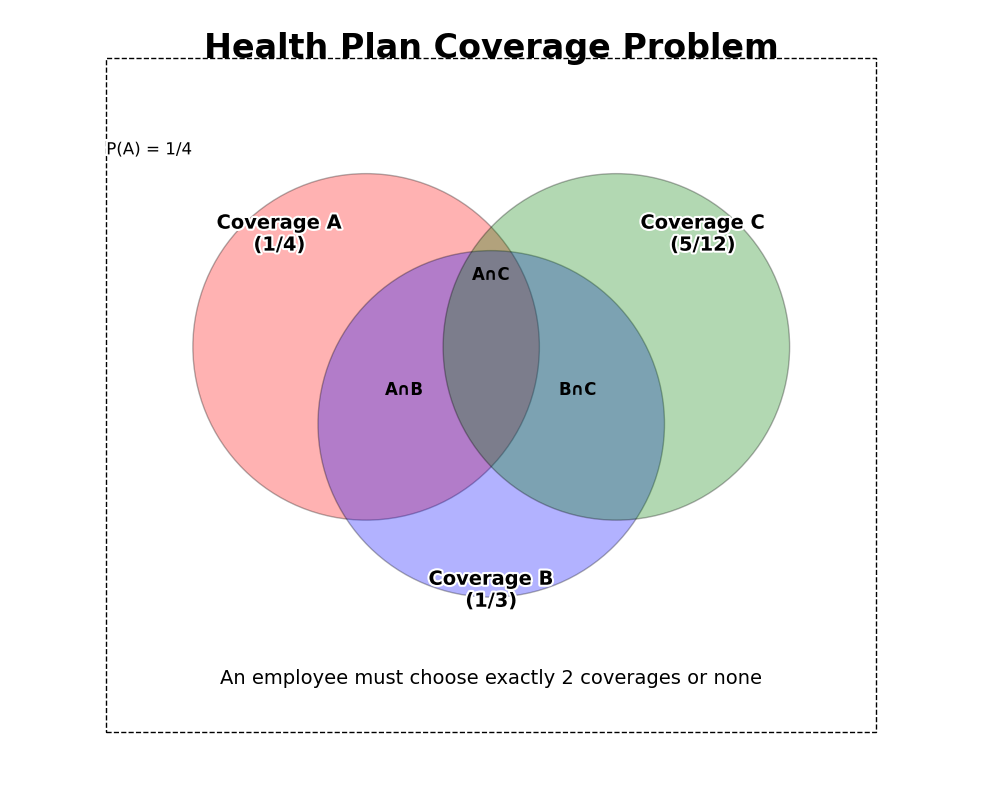 Health Plan Coverage Problem
P(A) = 1/4
Coverage A
(1/4)
Coverage C
(5/12)
A∩C
A∩B
B∩C
Coverage B
(1/3)
An employee must choose exactly 2 coverages or none